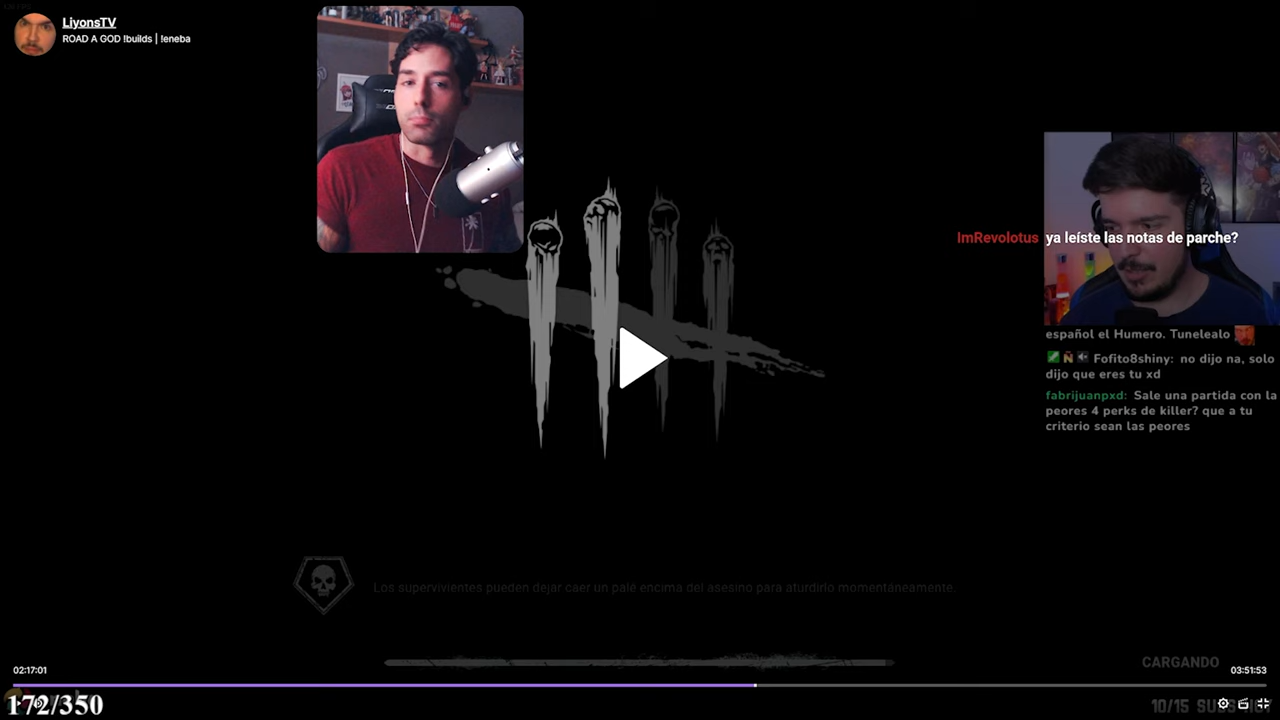 LiyonsTV
ROAD A GOD !builds | !eneba
ImRevolotus ya leíste las notas de parche?
español el Humero. Tunelealo
Fofito8shiny: no dijo na, solo
dijo que eres tu xd
fabrijuanpxd: Sale una partida con la
peores 4 perks de killer? que a tu
criterio sean las peores
Los supervivientes pueden dejar caer un palé encima del asesino para aturdirlo momentáneamente.
CARGANDO
02:17:01
03:51:53
172/350
10/15